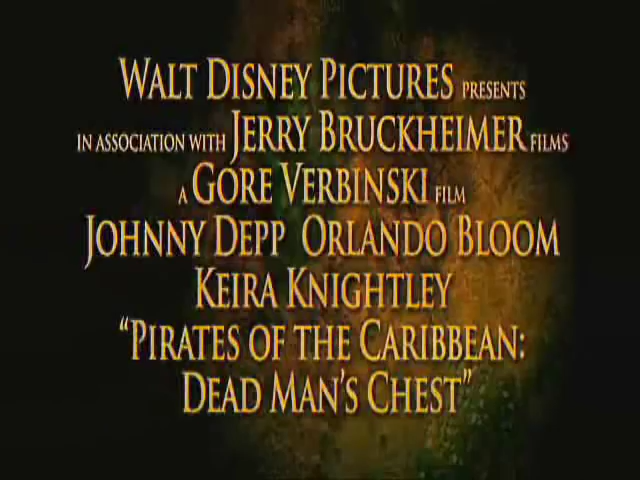 WALT DISNEY PICTURES PRESENTS
IN ASSOCIATION WITH JERRY BRUCKHEIMER FILMS
A GORE VERBINSKI FILM
JOHNNY DEPP ORLANDO BLOOM
KEIRA KNIGHTLEY
“PIRATES OF THE CARIBBEAN:
DEAD MAN’S CHEST”